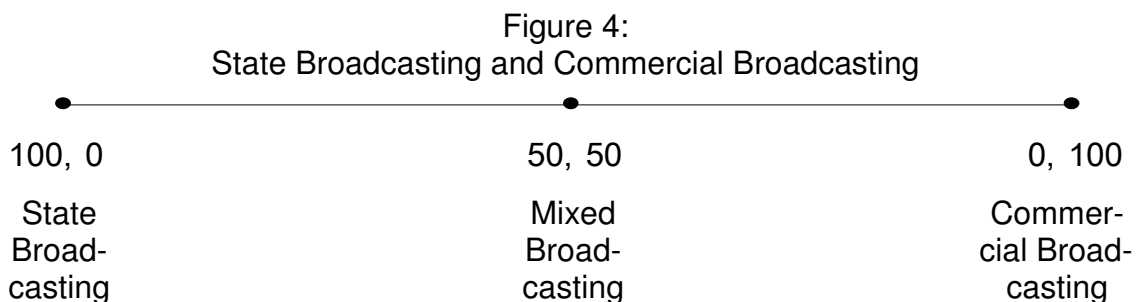 Figure 4:
State Broadcasting and Commercial Broadcasting
100, 0
50, 50
0, 100
State
Broad-
casting
Mixed
Broad-
casting
Commer-
cial Broad-
casting